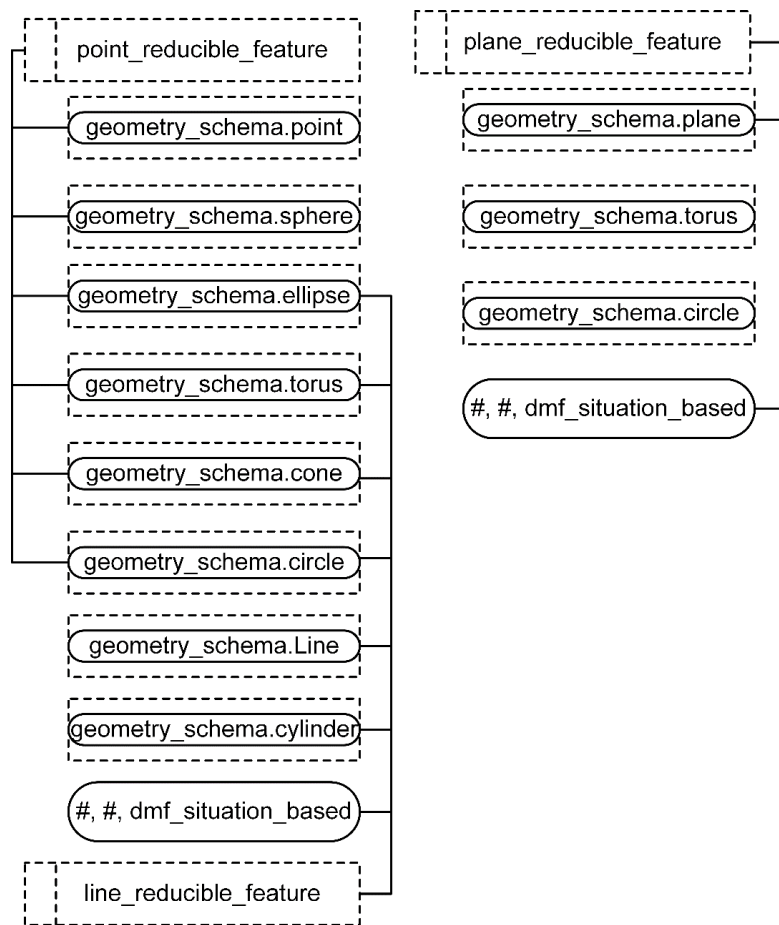 point_reducible_feature
geometry_schema.point
geometry_schema.sphere
geometry_schema.ellipse
geometry_schema.torus
geometry_schema.cone
geometry_schema.circle
geometry_schema.Line
geometry_schema.cylinder
#, #, dmf_situation_based
line_reducible_feature
plane_reducible_feature
geometry_schema.plane
geometry_schema.torus
geometry_schema.circle
#, #, dmf_situation_based